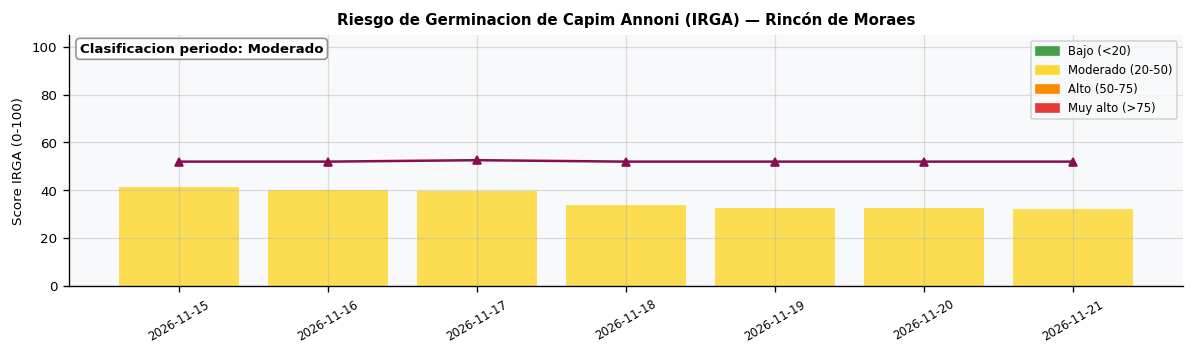 Riesgo de Germinacion de Capim Annoni (IRGA) — Rincón de Moraes
Clasificacion periodo: Moderado
Bajo (<20)
Moderado (20-50)
Alto (50-75)
Muy alto (>75)
Score IRGA (0-100)
100
80
60
40
20
0
2026-11-15
2026-11-16
2026-11-17
2026-11-18
2026-11-19
2026-11-20
2026-11-21